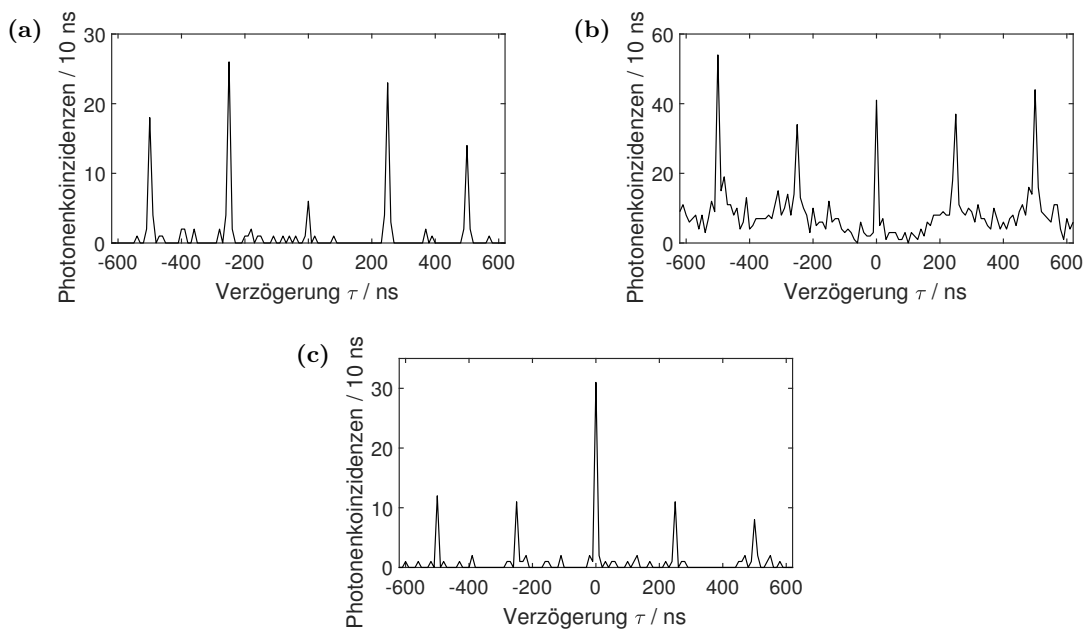 (a)
Photonenkoinzidenzen / 10 ns
30
20
10
0
-600 -400 -200 0 200 400 600
Verzögerung τ / ns
(b)
Photonenkoinzidenzen / 10 ns
60
40
20
0
-600 -400 -200 0 200 400 600
Verzögerung τ / ns
(c)
Photonenkoinzidenzen / 10 ns
30
20
10
0
-600 -400 -200 0 200 400 600
Verzögerung τ / ns